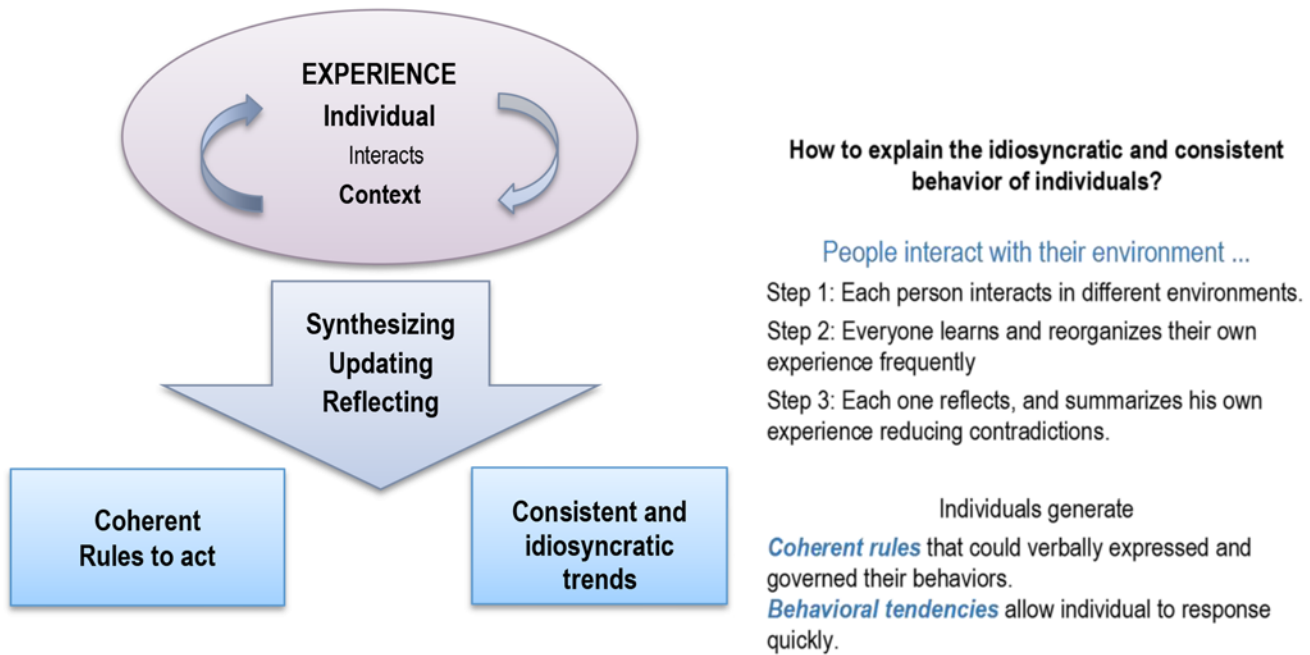 EXPERIENCE
Individual
Interacts
Context
Synthesizing
Updating
Reflecting
Coherent
Rules to act
Consistent and
idiosyncratic
trends
How to explain the idiosyncratic and consistent
behavior of individuals?
People interact with their environment ...
Step 1: Each person interacts in different environments.
Step 2: Everyone learns and reorganizes their own
experience frequently
Step 3: Each one reflects, and summarizes his own
experience reducing contradictions.
Individuals generate
Coherent rules that could verbally expressed and
governed their behaviors.
Behavioral tendencies allow individual to response
quickly.